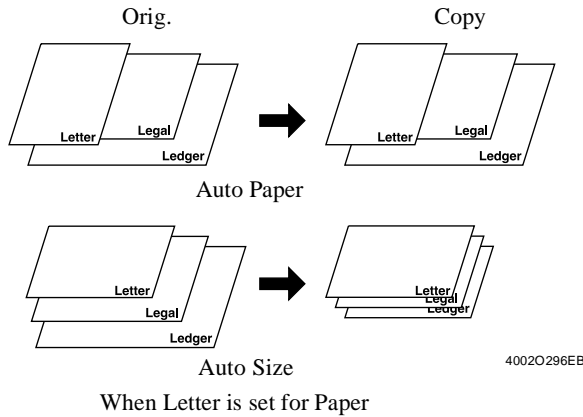 Orig.
Copy
Letter
Legal
Ledger
Letter
Legal
Ledger
Auto Paper
Letter
Legal
Ledger
Letter
Legal
Ledger
Auto Size
4002O296EB
When Letter is set for Paper